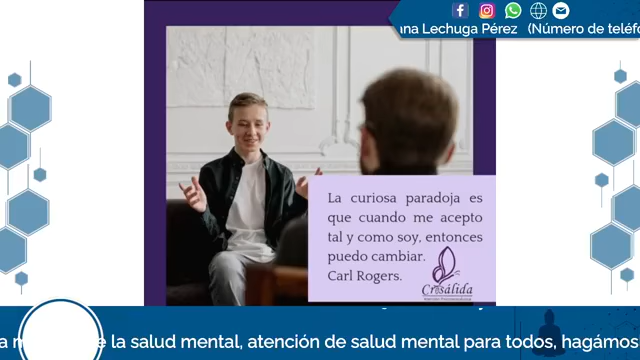 ana Lechuga Pérez (Número de teléfo
La curiosa paradoja es
que cuando me acepto
tal y como soy, entonces
puedo cambiar.
Carl Rogers.
Crisálida
la salud mental, atención de salud mental para todos, hagámos